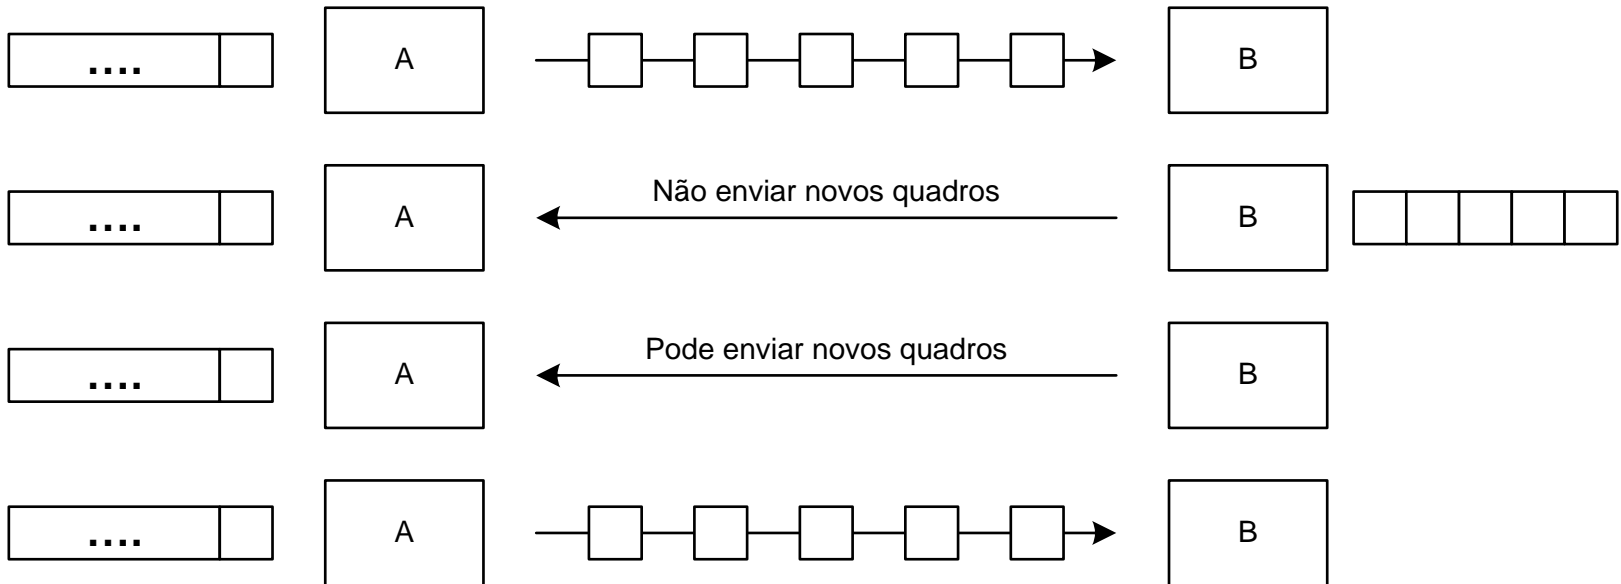 .... A B
Não enviar novos quadros
.... A B
Pode enviar novos quadros
.... A B
.... A B